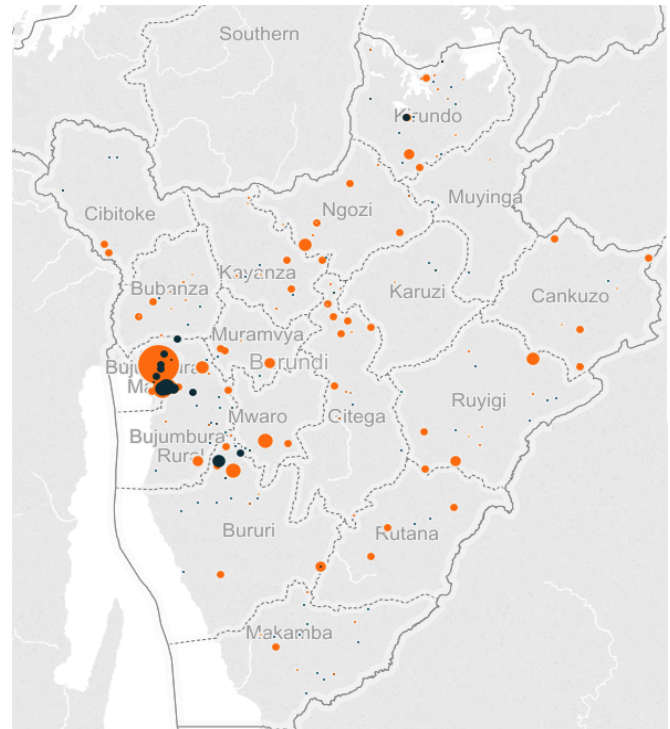 Southern
Kirundo
Muyinga
Ngozi
Cibitoke
Kayanza
Bubanza
Karuzi
Cankuzo
Muramvya
Burundi
Bujumbura
Ruyigi
Mwaro
Gitega
Bujumbura
Rural
Bururi
Rutana
Makamba